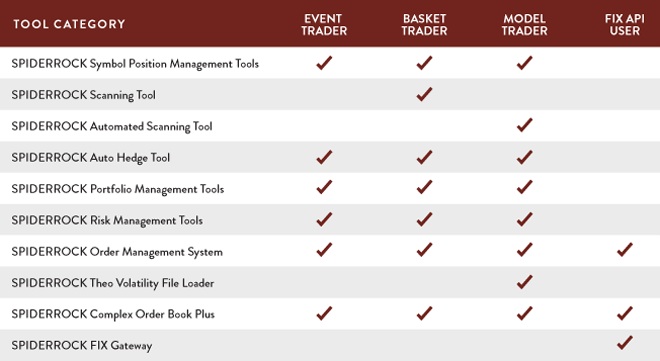 TOOL CATEGORY EVENT TRADER BASKET TRADER MODEL TRADER FIX API USER
SPIDERROCK Symbol Position Management Tools ✓ ✓ ✓
SPIDERROCK Scanning Tool ✓
SPIDERROCK Automated Scanning Tool ✓
SPIDERROCK Auto Hedge Tool ✓ ✓ ✓
SPIDERROCK Portfolio Management Tools ✓ ✓ ✓
SPIDERROCK Risk Management Tools ✓ ✓ ✓
SPIDERROCK Order Management System ✓ ✓ ✓ ✓
SPIDERROCK Theo Volatility File Loader ✓
SPIDERROCK Complex Order Book Plus ✓ ✓ ✓ ✓
SPIDERROCK FIX Gateway ✓